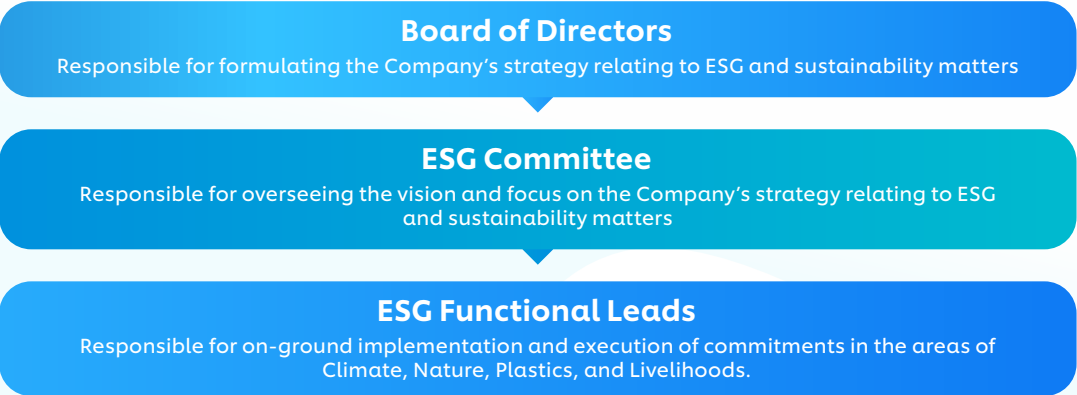 Board of Directors
Responsible for formulating the Company’s strategy relating to ESG and sustainability matters
ESG Committee
Responsible for overseeing the vision and focus on the Company’s strategy relating to ESG
and sustainability matters
ESG Functional Leads
Responsible for on-ground implementation and execution of commitments in the areas of
Climate, Nature, Plastics, and Livelihoods.